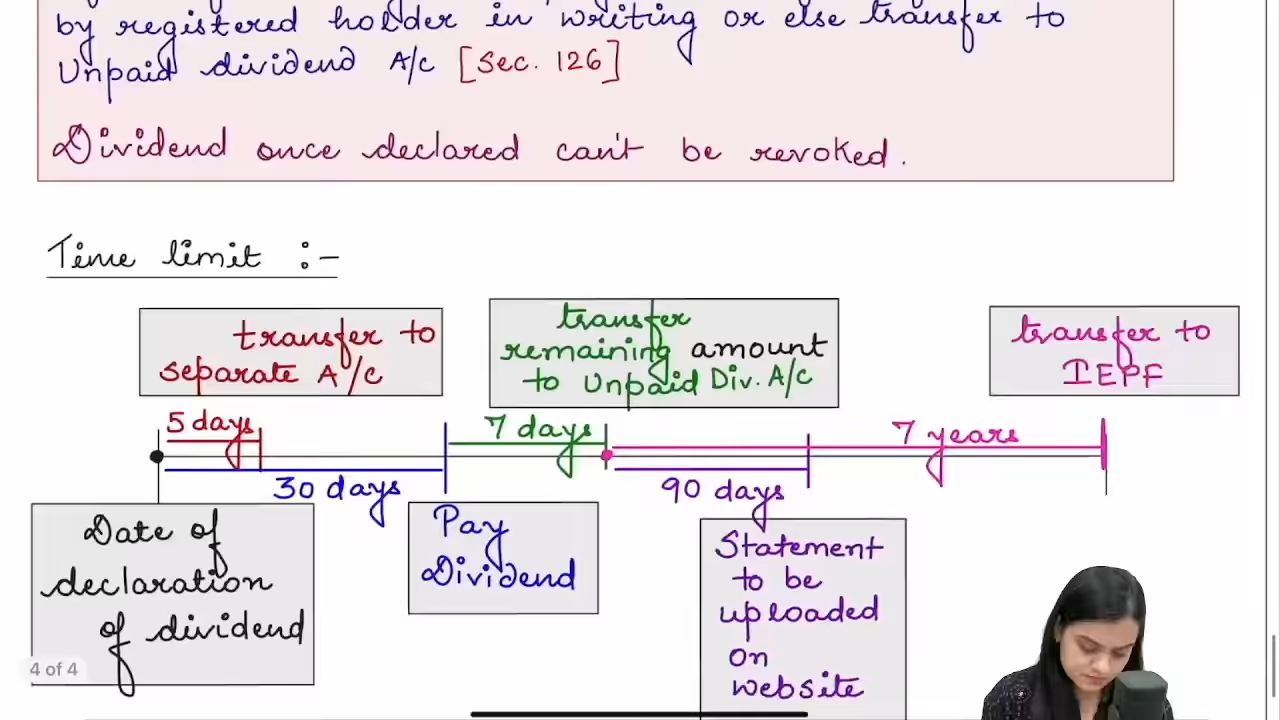 by registered holder in writing or else transfer to
Unpaid dividend A/c [Sec. 126]
Dividend once declared can't be revoked.
Time limit :-
transfer to
separate A/c
transfer
remaining amount
to Unpaid Div. A/c
transfer to
IEPF
5 days
7 days
7 years
30 days
90 days
Date of
declaration
of dividend
Pay
Dividend
Statement
to be
uploaded
on
website
4 of 4